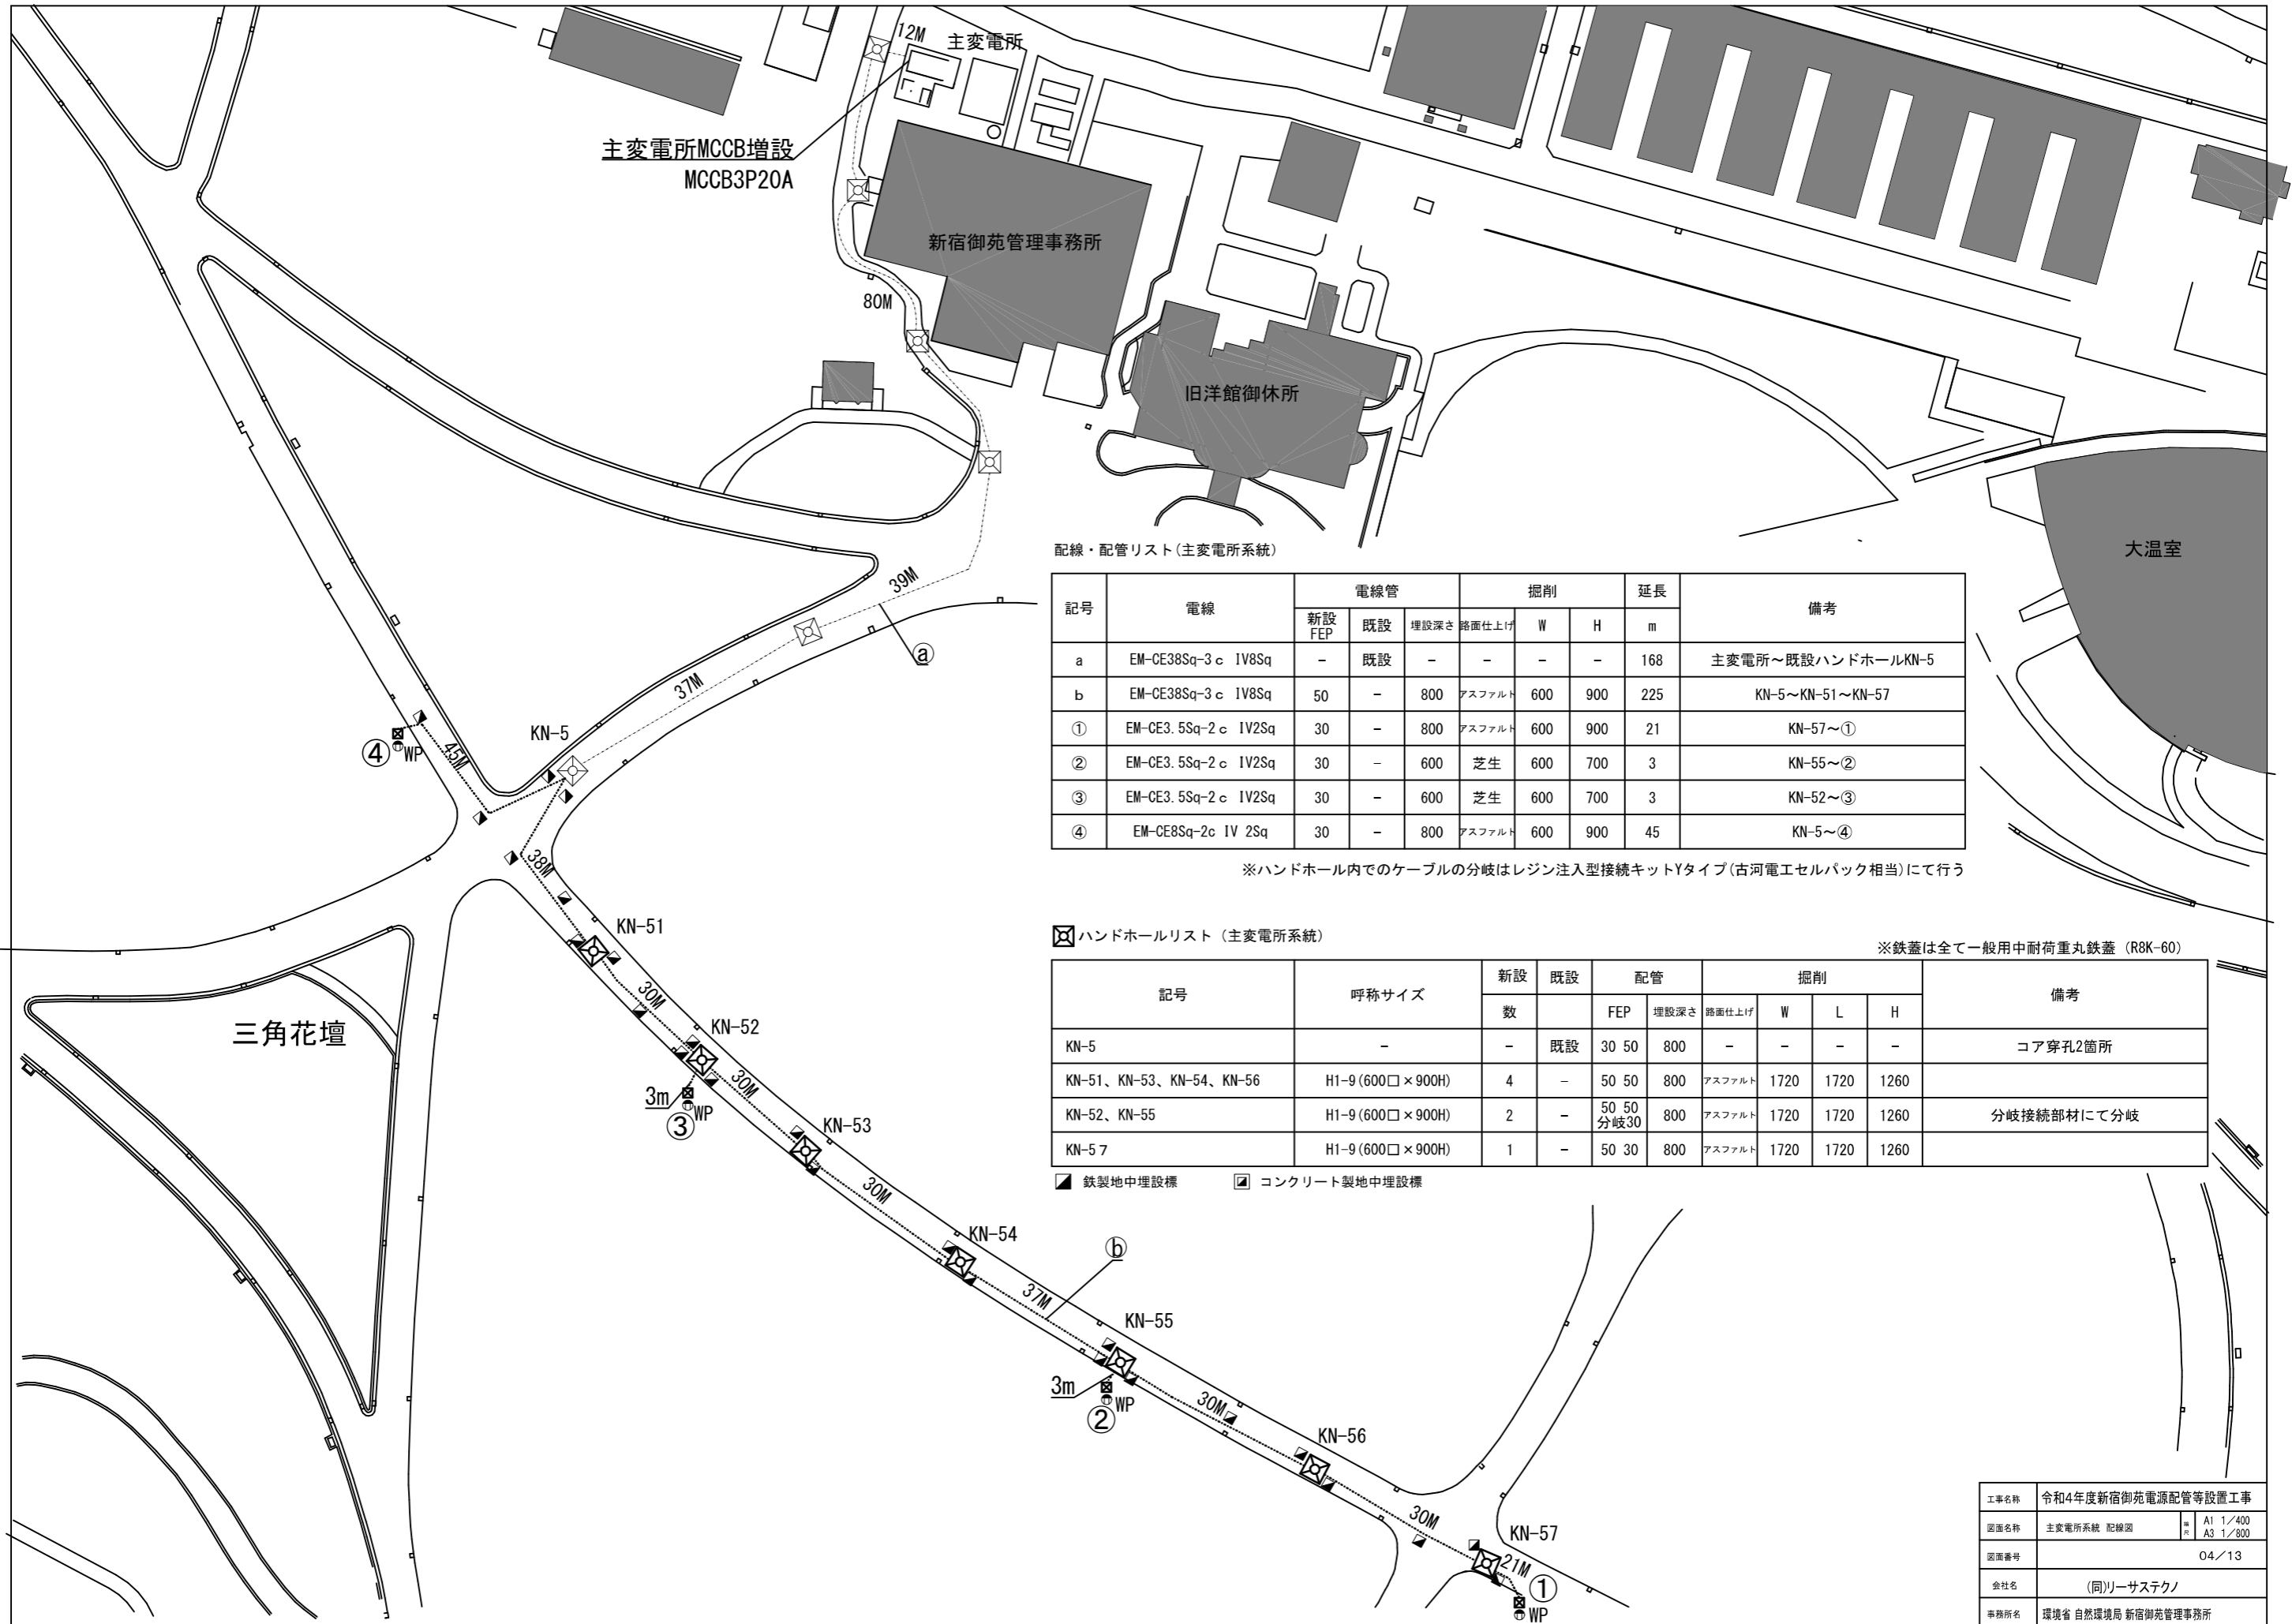 12M
主変電所
主変電所MCCB増設
MCCB3P20A
新宿御苑管理事務所
80M
旧洋館御休所
大温室
39M
ⓐ
37M
KN-5
④
WP
45M
38M
KN-51
30M
KN-52
30M
3m
WP
③
KN-53
30M
KN-54
ⓑ
37M
KN-55
3m
WP
②
30M
KN-56
30M
KN-57
21M
①
WP
三角花壇
配線・配管リスト(主変電所系統)
記号 電線 電線管 掘削 延長 備考
新設FEP 既設 埋設深さ 路面仕上げ W H m
a EM-CE38Sq-3c IV8Sq - 既設 - - - - 168 主変電所～既設ハンドホールKN-5
b EM-CE38Sq-3c IV8Sq 50 - 800 アスファルト 600 900 225 KN-5～KN-51～KN-57
① EM-CE3.5Sq-2c IV2Sq 30 - 800 アスファルト 600 900 21 KN-57～①
② EM-CE3.5Sq-2c IV2Sq 30 - 600 芝生 600 700 3 KN-55～②
③ EM-CE3.5Sq-2c IV2Sq 30 - 600 芝生 600 700 3 KN-52～③
④ EM-CE8Sq-2c IV 2Sq 30 - 800 アスファルト 600 900 45 KN-5～④
※ハンドホール内でのケーブルの分岐はレジン注入型接続キットYタイプ(古河電工セルパック相当)にて行う
ハンドホールリスト（主変電所系統）
※鉄蓋は全て一般用中耐荷重丸鉄蓋（R8K-60）
記号 呼称サイズ 新設 既設 配管 掘削 備考
数 FEP 埋設深さ 路面仕上げ W L H
KN-5 - - 既設 30 50 800 - - - - コア穿孔2箇所
KN-51、KN-53、KN-54、KN-56 H1-9(600□×900H) 4 - 50 50 800 アスファルト 1720 1720 1260
KN-52、KN-55 H1-9(600□×900H) 2 - 50 50 分岐30 800 アスファルト 1720 1720 1260 分岐接続部材にて分岐
KN-57 H1-9(600□×900H) 1 - 50 30 800 アスファルト 1720 1720 1260
鉄製地中埋設標 コンクリート製地中埋設標
工事名称 令和4年度新宿御苑電源配管等設置工事
図面名称 主変電所系統 配線図 縮尺 A1 1/400
A3 1/800
図面番号 04/13
会社名 (同)リーサステクノ
事務所名 環境省 自然環境局 新宿御苑管理事務所